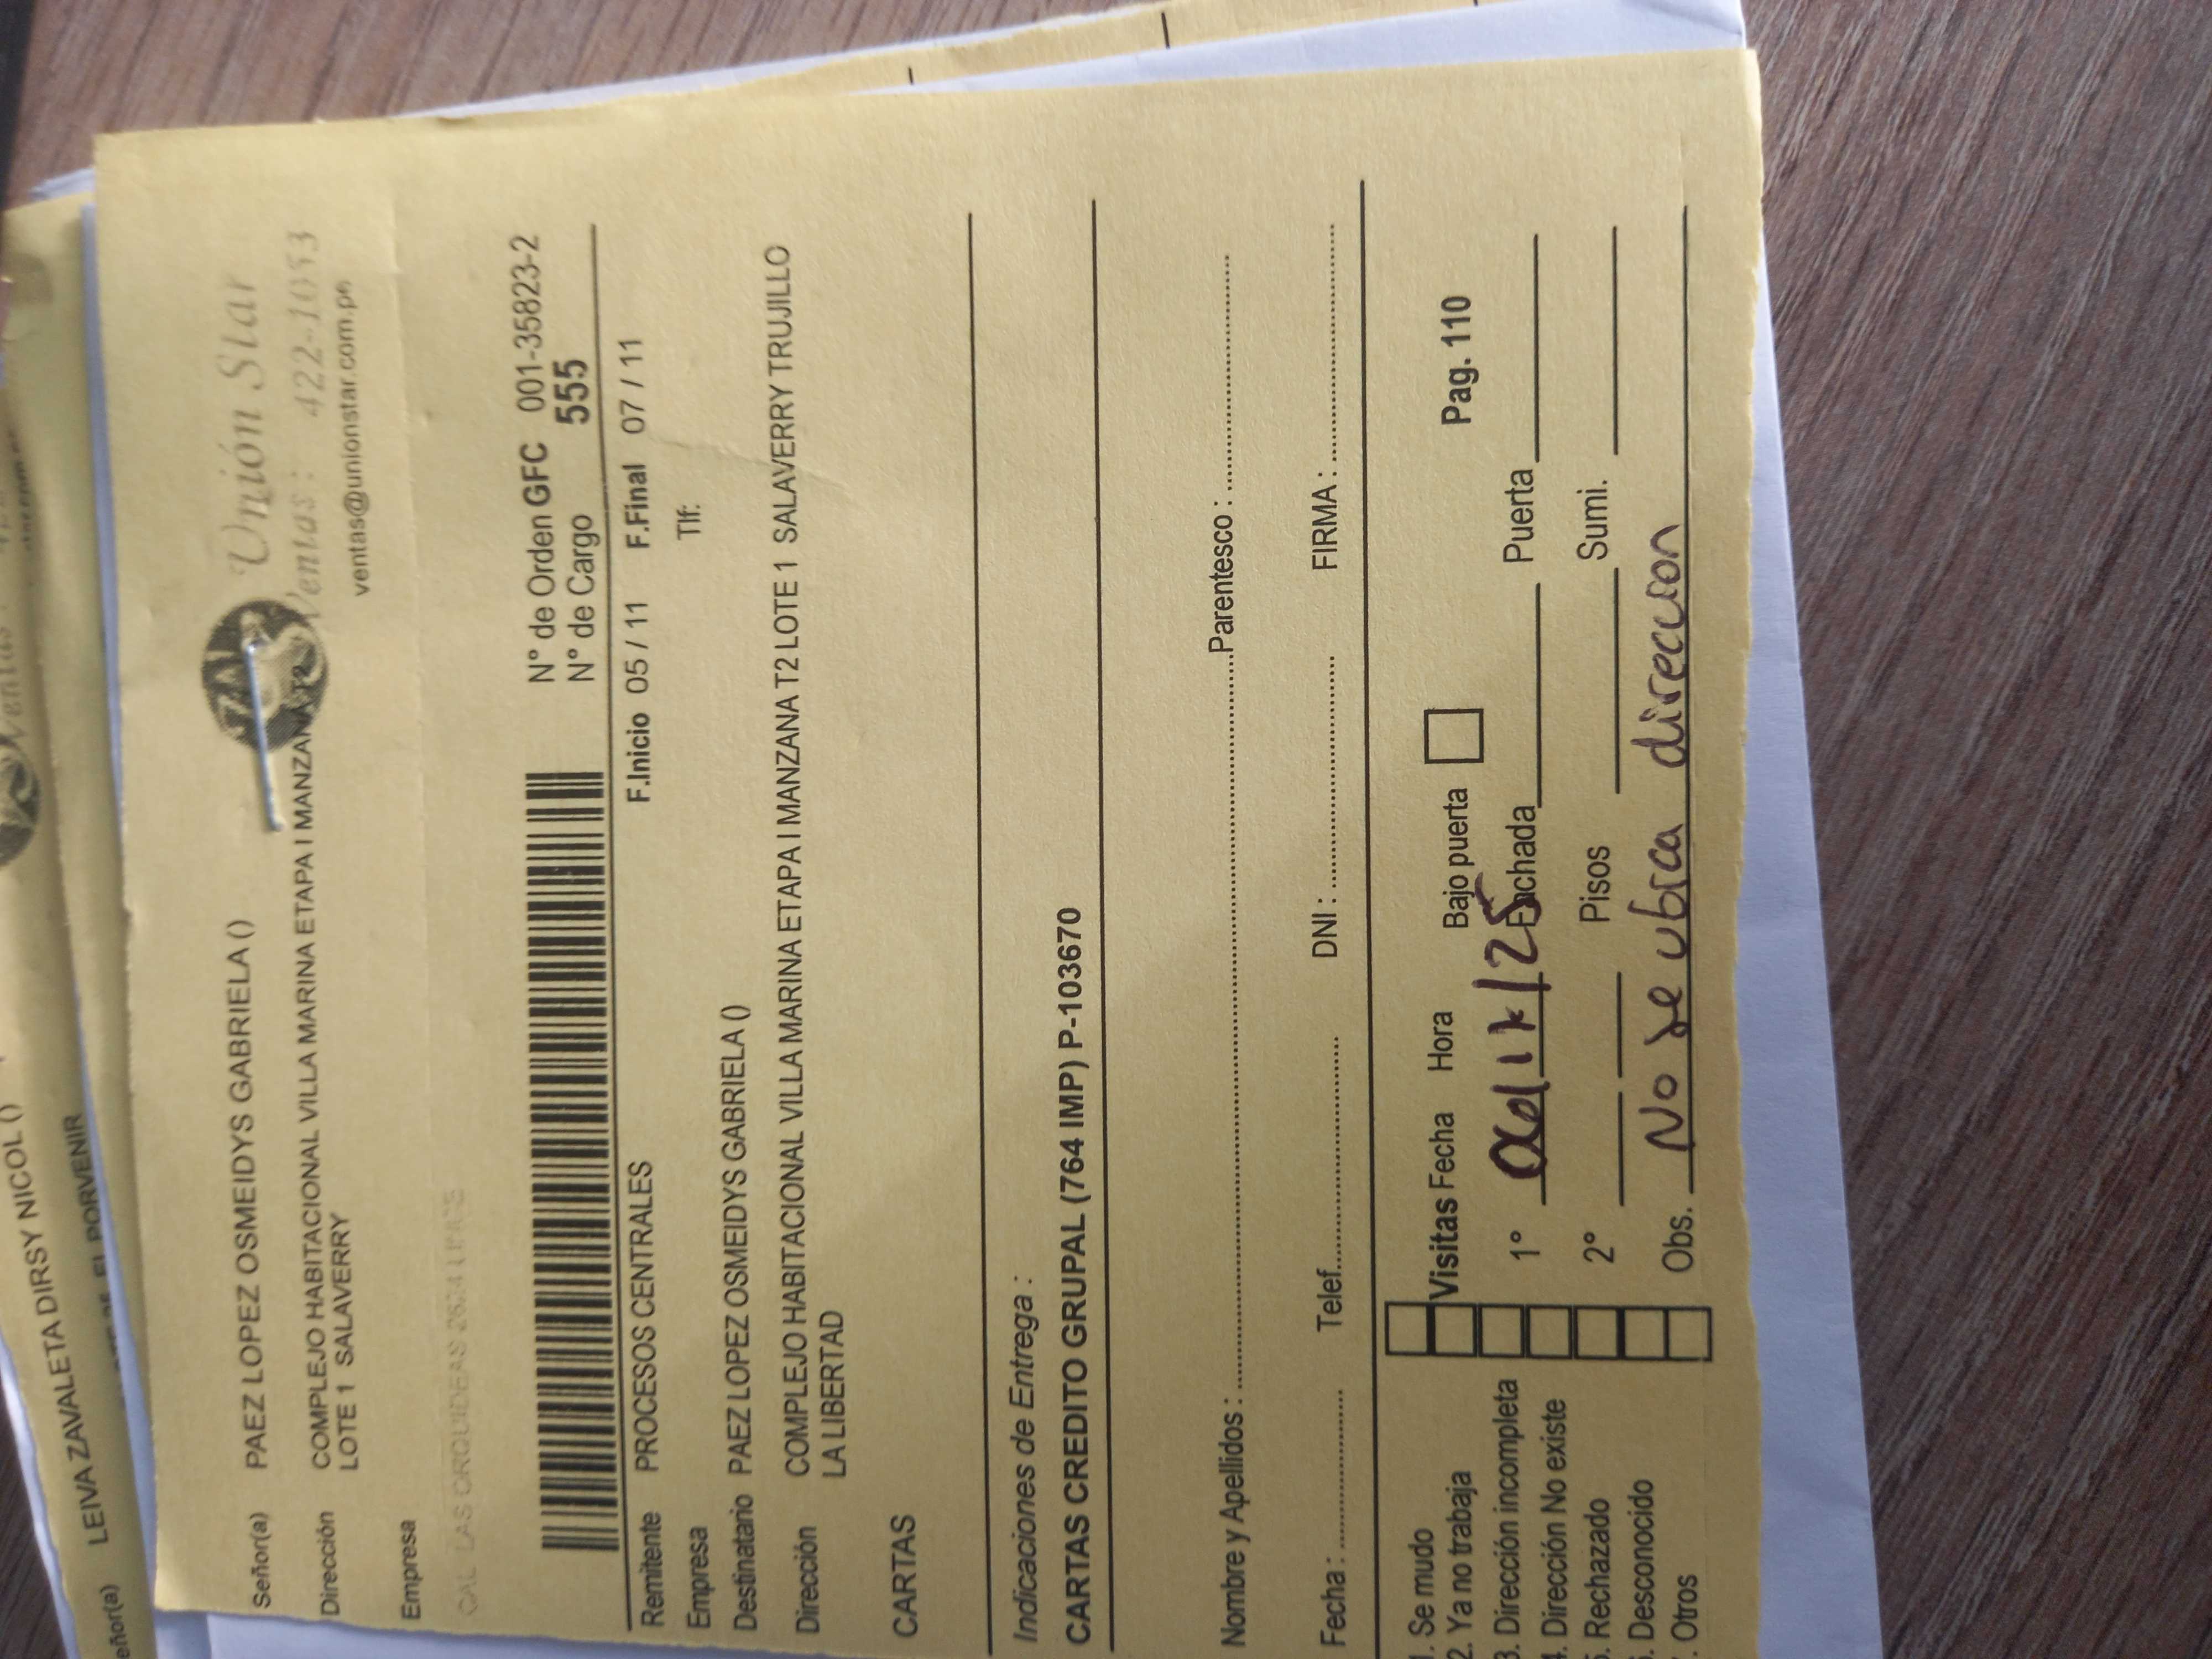 Unión Star
Ventas : 422-1053
ventas@unionstar.com.pe
Señor(a) PAEZ LOPEZ OSMEIDYS GABRIELA ()
Dirección COMPLEJO HABITACIONAL VILLA MARINA ETAPA I MANZANA T2
LOTE 1 SALAVERRY
Empresa
CAL LAS ORQUIDEAS
N° de Orden GFC 001-35823-2
N° de Cargo 555
Remitente PROCESOS CENTRALES F.Inicio 05 / 11 F.Final 07 / 11
Empresa Tlf:
Destinatario PAEZ LOPEZ OSMEIDYS GABRIELA ()
Dirección COMPLEJO HABITACIONAL VILLA MARINA ETAPA I MANZANA T2 LOTE 1 SALAVERRY TRUJILLO
LA LIBERTAD
CARTAS
Indicaciones de Entrega :
CARTAS CREDITO GRUPAL (764 IMP) P-103670
Nombre y Apellidos : Parentesco :
Fecha : Telef. DNI : FIRMA :
1. Se mudo
2. Ya no trabaja
3. Dirección incompleta
4. Dirección No existe
5. Rechazado
6. Desconocido
7. Otros
Visitas Fecha Hora Bajo puerta Pag. 110
1° Fachada Puerta
2° Pisos Sumi.
Obs. No se ubica direccion
LEIVA ZAVALETA DIRSY NICOL ()
EL PORVENIR